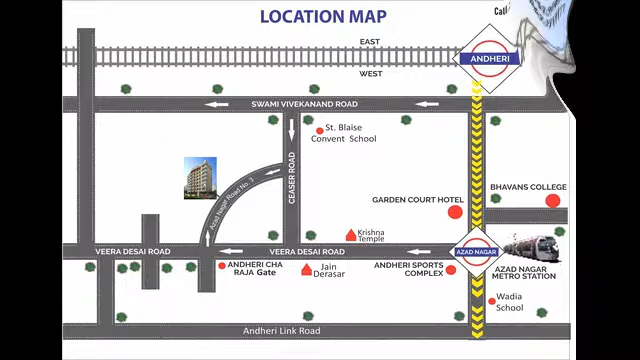 LOCATION MAP
Call
EAST
ANDHERI
WEST
SWAMI VIVEKANAND ROAD
St. Blaise
Convent School
CEASER ROAD
Azad Nagar Road No. 3
BHAVANS COLLEGE
GARDEN COURT HOTEL
Krishna
Temple
VEERA DESAI ROAD
VEERA DESAI ROAD
ANDHERI ROAD
AZAD NAGAR
ANDHERI CHA
RAJA Gate
Jain
Derasar
ANDHERI SPORTS
COMPLEX
AZAD NAGAR
METRO STATION
Wadia
School
Andheri Link Road